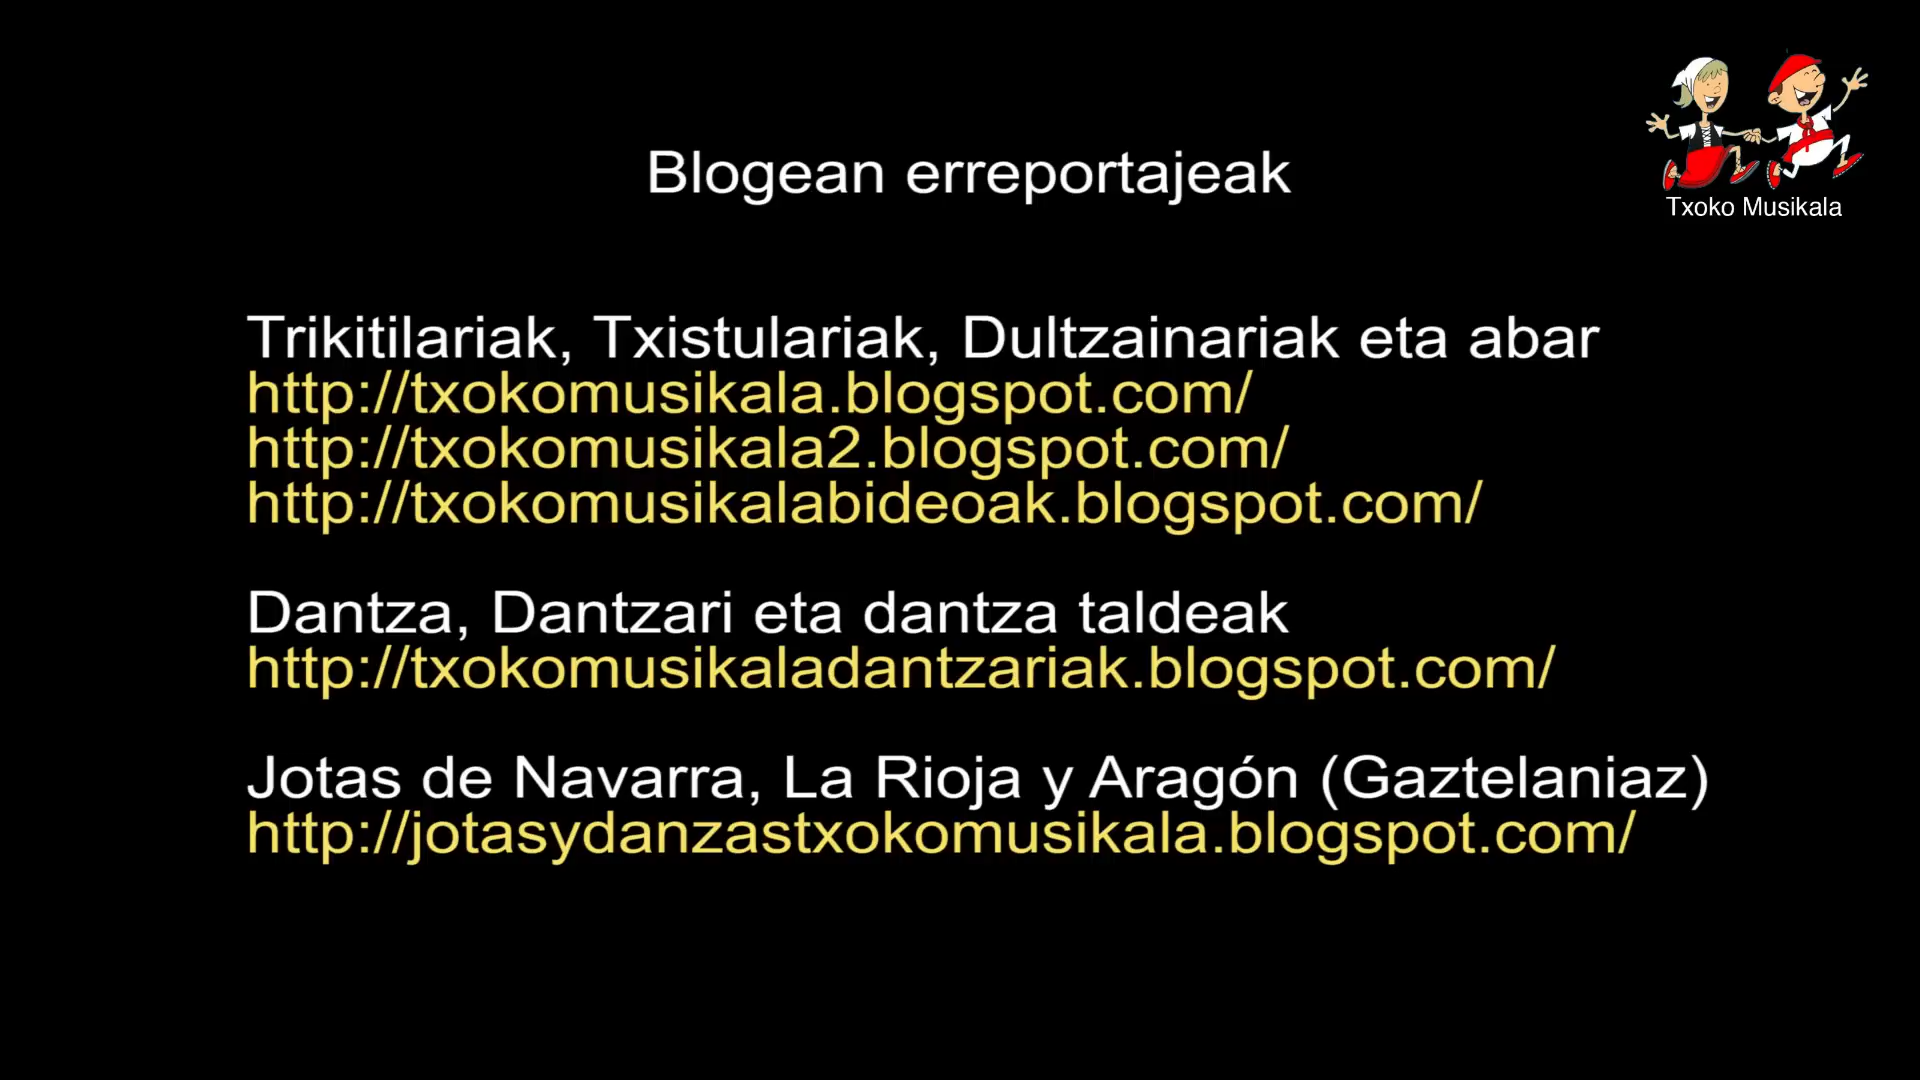 Txoko Musikala
Blogean erreportajeak
Trikitilariak, Txistulariak, Dultzainariak eta abar
http://txokomusikala.blogspot.com/
http://txokomusikala2.blogspot.com/
http://txokomusikalabideoak.blogspot.com/
Dantza, Dantzari eta dantza taldeak
http://txokomusikaladantzariak.blogspot.com/
Jotas de Navarra, La Rioja y Aragón (Gaztelaniaz)
http://jotasydanzastxokomusikala.blogspot.com/